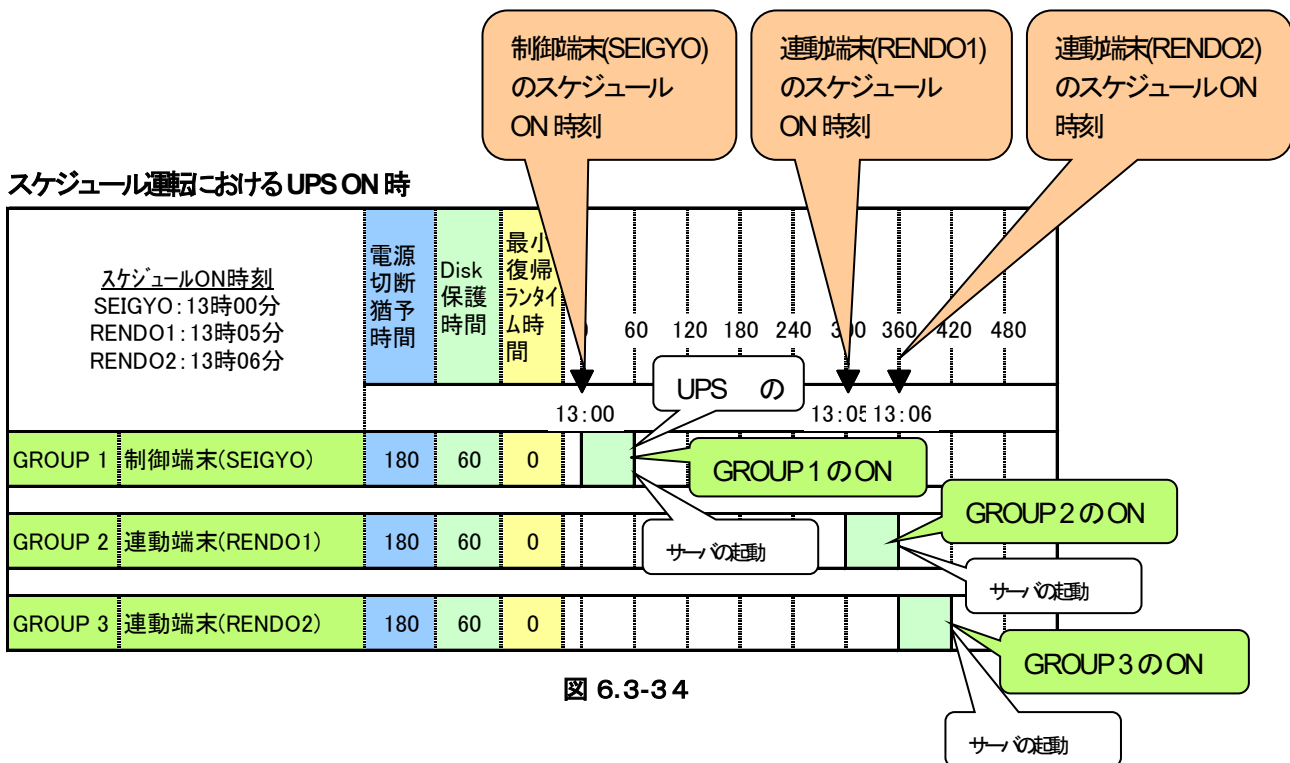 制御端末(SEIGYO)
のスケジュール
ON 時刻
連動端末(RENDO1)
のスケジュール
ON 時刻
連動端末(RENDO2)
のスケジュール ON
時刻
スケジュール運転における UPS ON 時
スケジュールON時刻
SEIGYO:13時00分
RENDO1:13時05分
RENDO2:13時06分
電源
切断
猶予
時間
Disk
保護
時間
最小
復帰
ランタイ
ム時
間
0 60 120 180 240 300 360 420 480
13:00 13:05 13:06
UPS の
GROUP 1 制御端末(SEIGYO) 180 60 0
GROUP 1 の ON
サーバの起動
GROUP 2 連動端末(RENDO1) 180 60 0
GROUP 2 の ON
サーバの起動
GROUP 3 連動端末(RENDO2) 180 60 0
GROUP 3 の ON
サーバの起動
図 6.3-34